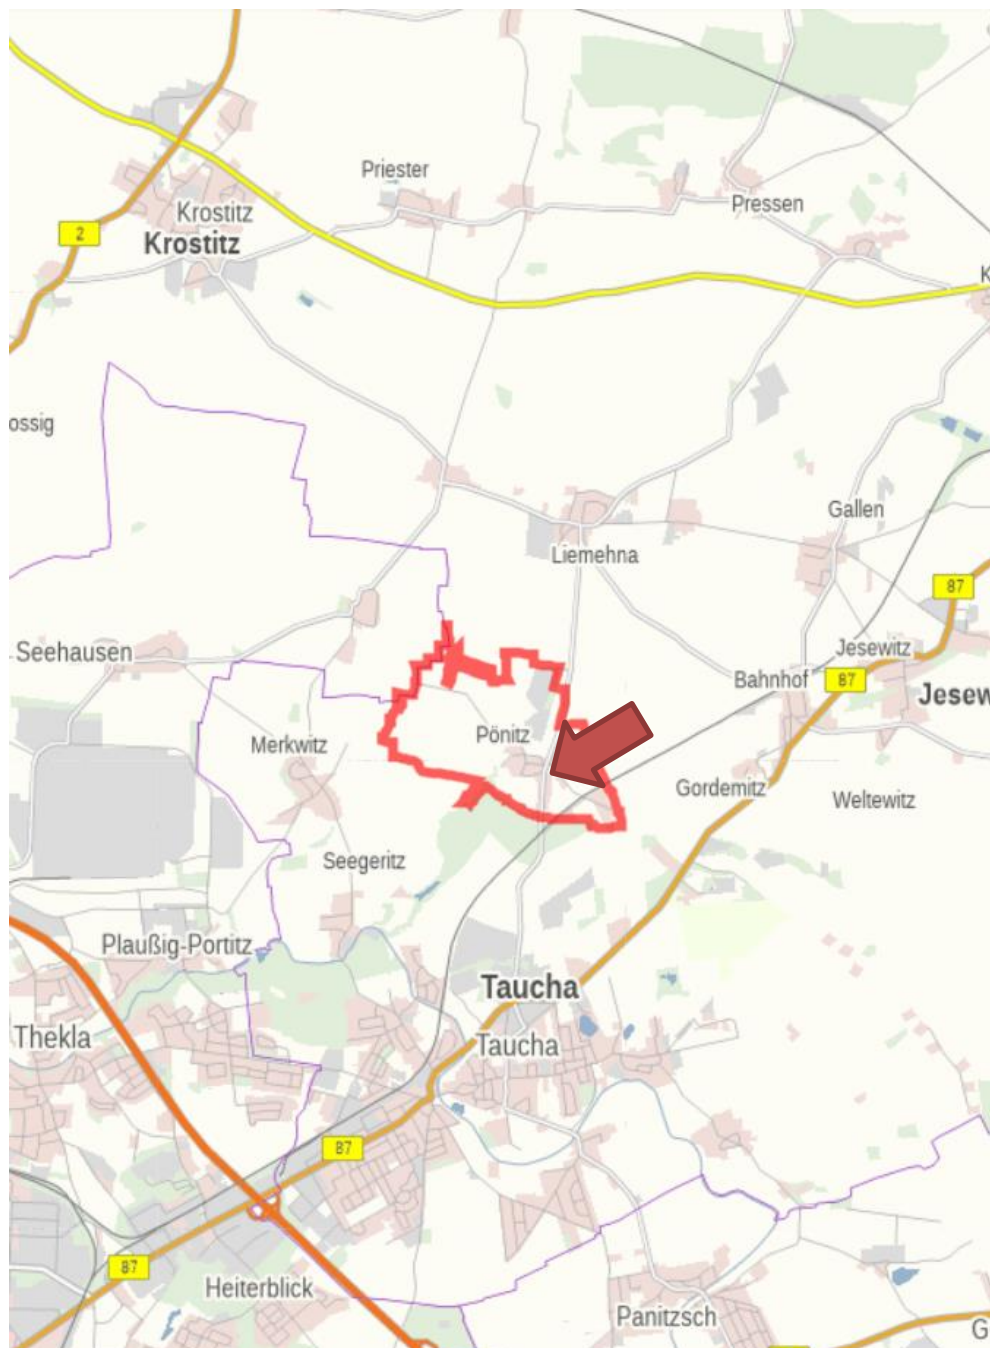 Priester
Pressen
Krostitz
Krostitz
2
K
ossig
Gallen
Liemehna
87
Seehausen
Jesewitz
Bahnhof
87
Jesew
Pönitz
Merkwitz
Gordemitz
Weltewitz
Seegeritz
Plaußig-Portitz
Taucha
Thekla
Taucha
87
87
Heiterblick
Panitzsch
G